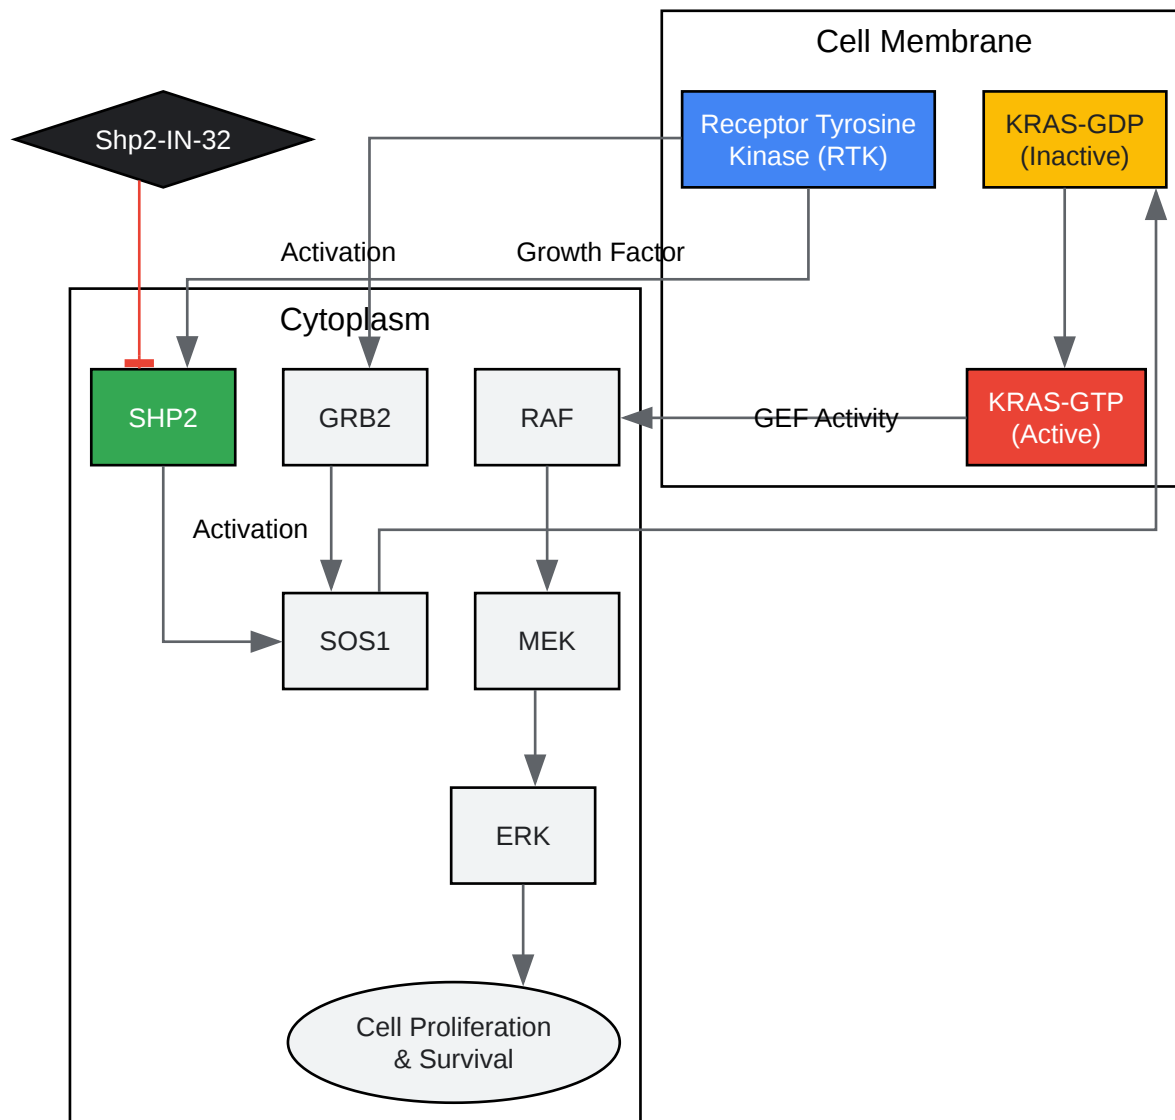 Cell Membrane
Shp2-IN-32
Receptor Tyrosine
Kinase (RTK)
KRAS-GDP
(Inactive)
Activation
Growth Factor
Cytoplasm
SHP2
GRB2
RAF
GEF Activity
KRAS-GTP
(Active)
Activation
SOS1
MEK
ERK
Cell Proliferation
& Survival